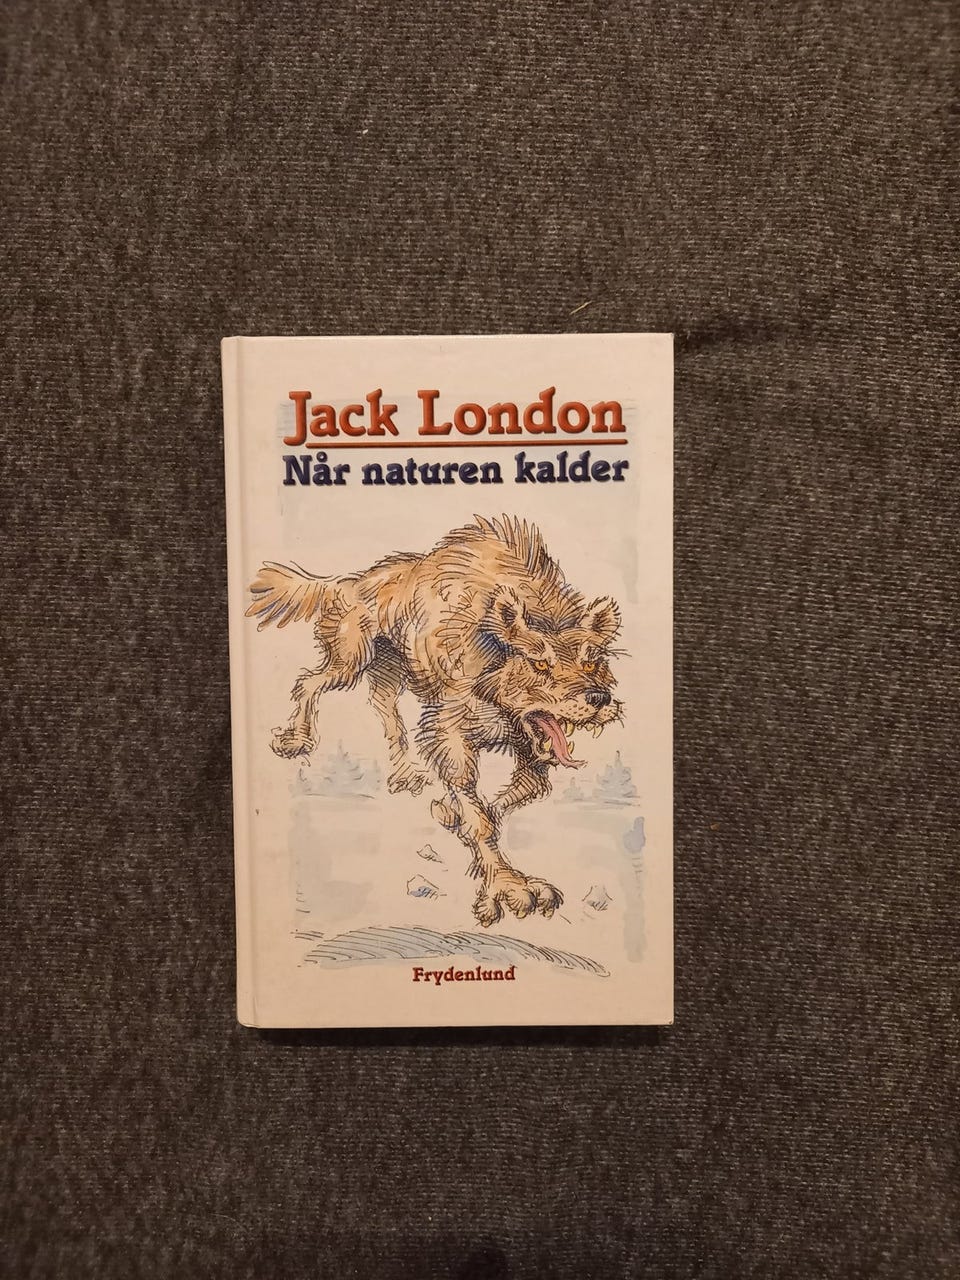 Jack London
Når naturen kalder
Frydenlund